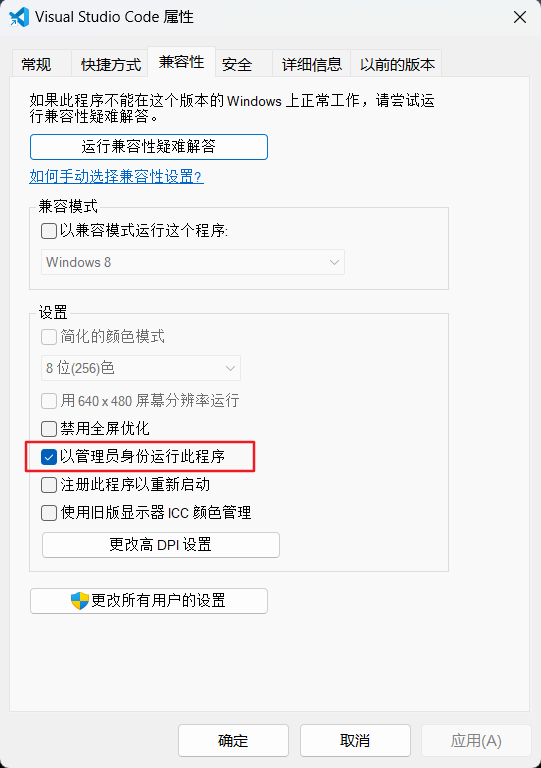 Visual Studio Code 属性
常规 快捷方式 兼容性 安全 详细信息 以前的版本
如果此程序不能在这个版本的 Windows 上正常工作，请尝试运
行兼容性疑难解答。
运行兼容性疑难解答
如何手动选择兼容性设置?
兼容模式
以兼容模式运行这个程序:
Windows 8
设置
简化的颜色模式
8 位(256)色
用 640 x 480 屏幕分辨率运行
禁用全屏优化
以管理员身份运行此程序
注册此程序以重新启动
使用旧版显示器 ICC 颜色管理
更改高 DPI 设置
更改所有用户的设置
确定 取消 应用(A)